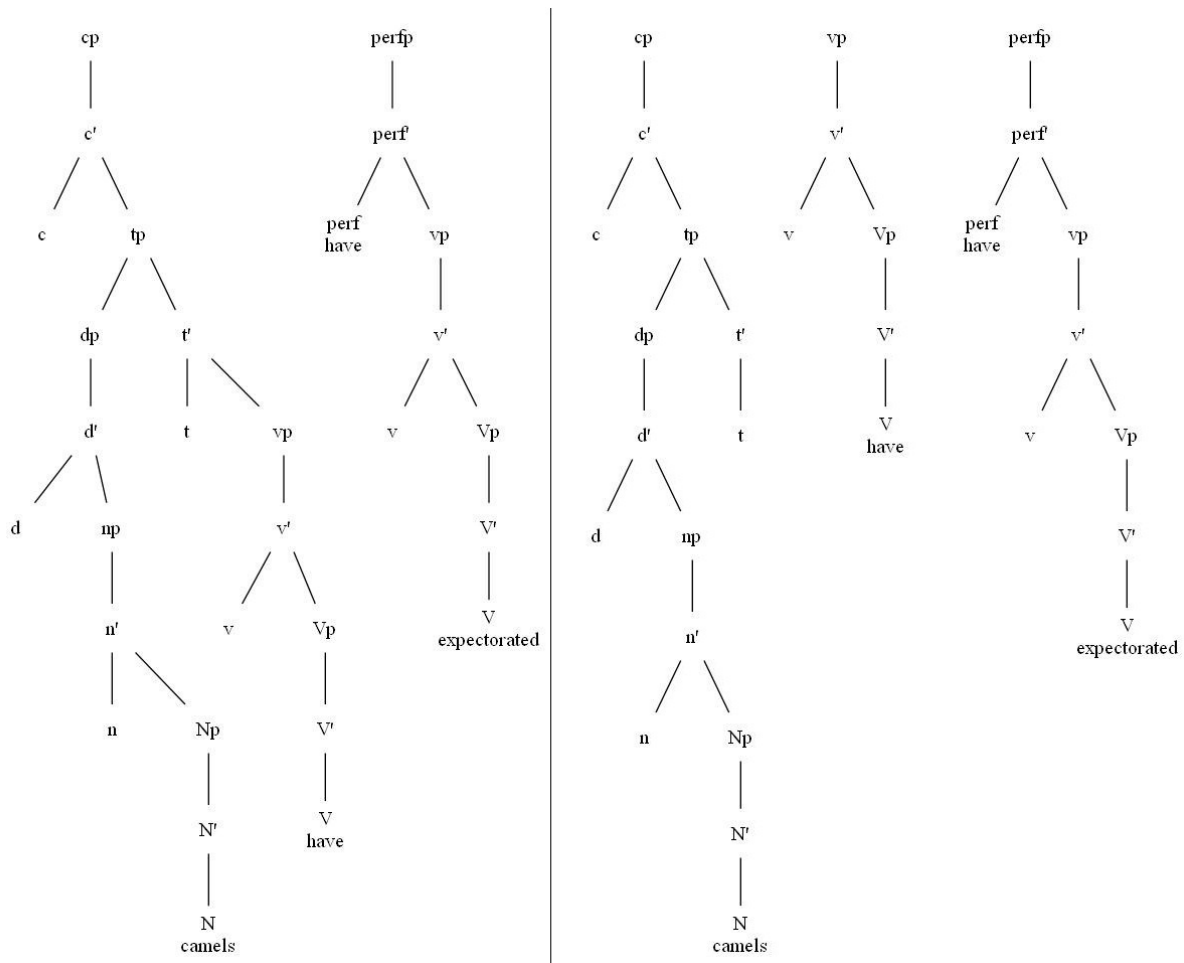 cp perfp
c' perf'
c tp perf vp
have
dp t' v'
d' t vp v Vp
d np v' V'
n' v Vp V
expectorated
n Np V'
N' V
have
N
camels
cp vp perfp
c' v' perf'
c tp v Vp perf vp
have
dp t' V' v'
d' t V v Vp
have
d np V'
n' V
expectorated
n Np
N'
N
camels